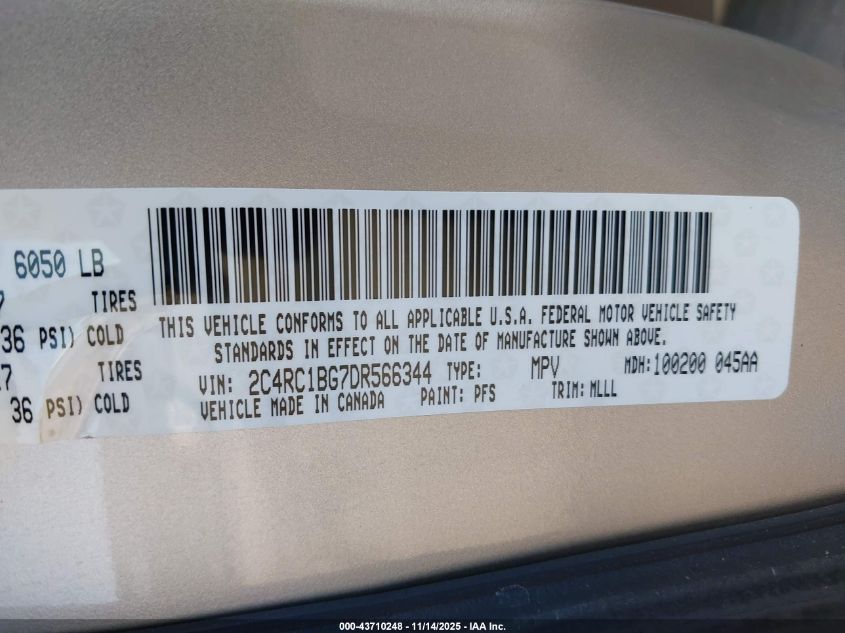 6050 LB
7 TIRES
36 PSI) COLD
THIS VEHICLE CONFORMS TO ALL APPLICABLE U.S.A. FEDERAL MOTOR VEHICLE SAFETY
STANDARDS IN EFFECT ON THE DATE OF MANUFACTURE SHOWN ABOVE.
17 TIRES
VIN: 2C4RC1BG7DR566344 TYPE: MPV MDH:100200 045AA
36 PSI) COLD
VEHICLE MADE IN CANADA PAINT: PFS TRIM: MLLL
000-43710248 - 11/14/2025 - IAA Inc.